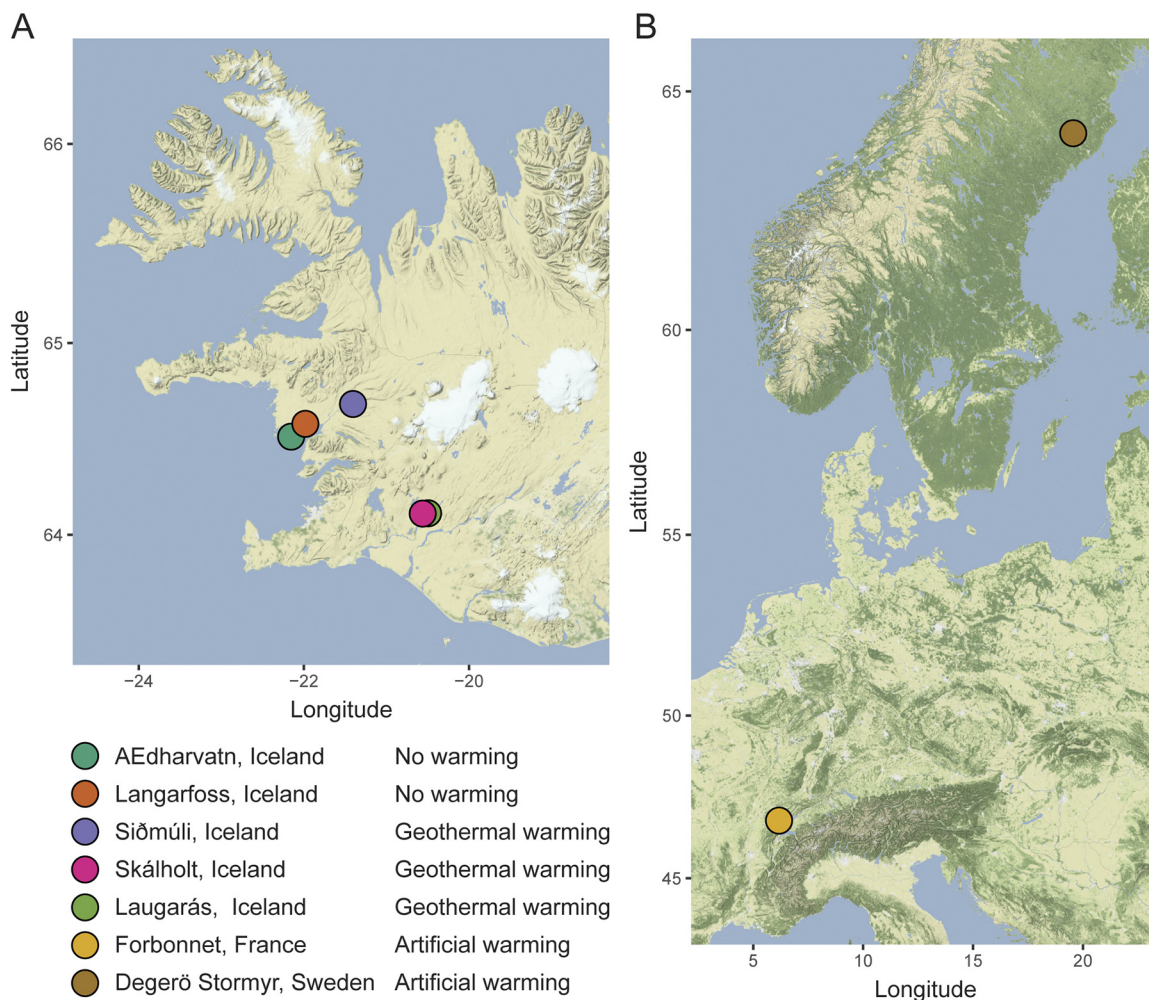 A
Latitude
66
65
64
−24
−22
−20
Longitude
AEdharvatn, Iceland No warming
Langarfoss, Iceland No warming
Siðmúli, Iceland Geothermal warming
Skálholt, Iceland Geothermal warming
Laugarás, Iceland Geothermal warming
Forbonnet, France Artificial warming
Degerö Stormyr, Sweden Artificial warming
B
Latitude
65
60
55
50
45
5
10
15
20
Longitude